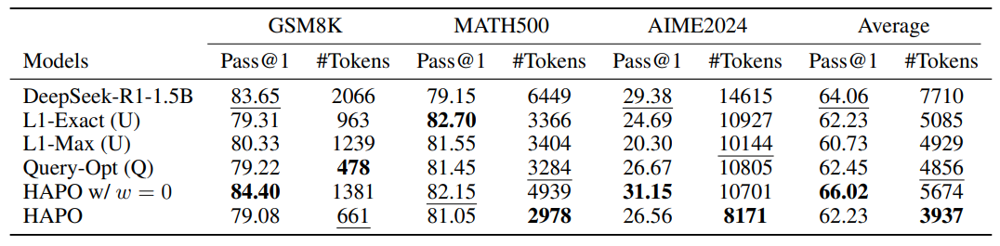 GSM8K MATH500 AIME2024 Average
Models Pass@1 #Tokens Pass@1 #Tokens Pass@1 #Tokens Pass@1 #Tokens
DeepSeek-R1-1.5B 83.65 2066 79.15 6449 29.38 14615 64.06 7710
L1-Exact (U) 79.31 963 82.70 3366 24.69 10927 62.23 5085
L1-Max (U) 80.33 1239 81.55 3404 20.30 10144 60.73 4929
Query-Opt (Q) 79.22 478 81.45 3284 26.67 10805 62.45 4856
HAPO w/ w = 0 84.40 1381 82.15 4939 31.15 10701 66.02 5674
HAPO 79.08 661 81.05 2978 26.56 8171 62.23 3937